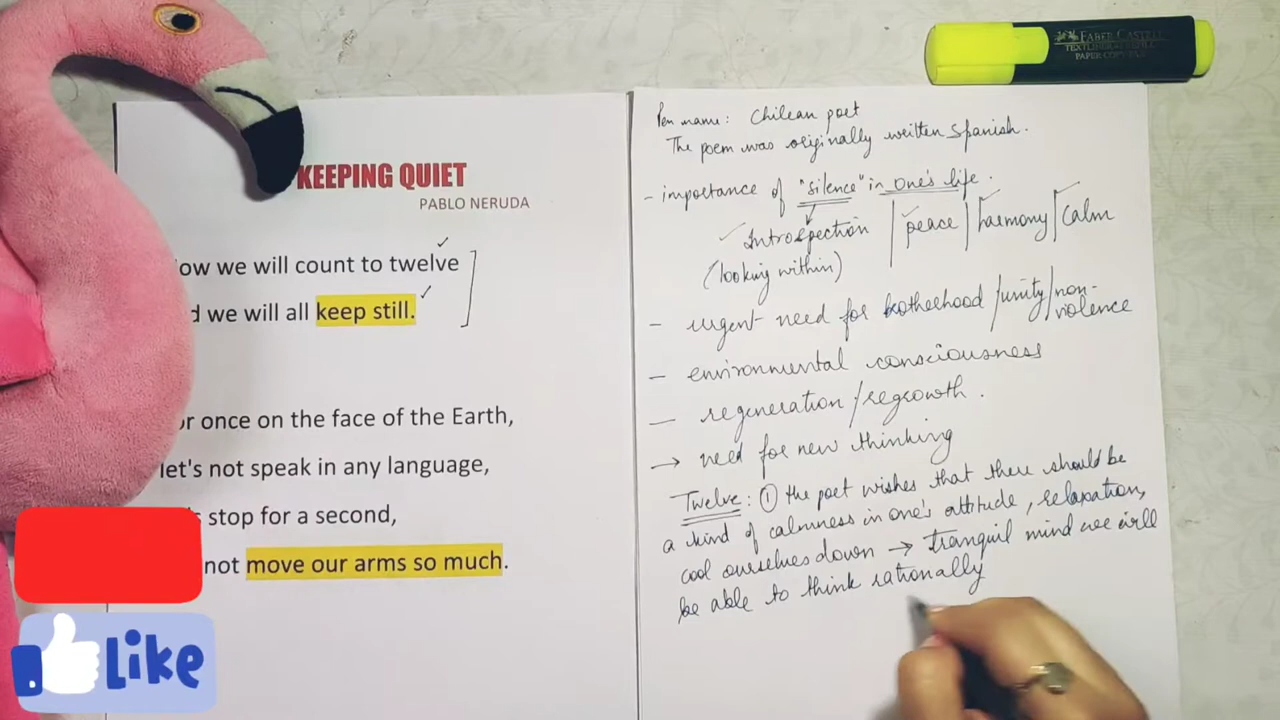 KEEPING QUIET
PABLO NERUDA
ow we will count to twelve
d we will all keep still.
or once on the face of the Earth,
let's not speak in any language,
s stop for a second,
not move our arms so much.
Like
FABER-CASTELL
TEXTLINER
Pen name: Chilean poet
The poem was originally written Spanish.
- importance of "silence" in one's life.
Introspection | peace | harmony | calm
(looking within)
- urgent need for brotherhood / unity / non-
violence
- environmental consciousness
- regeneration / regrowth.
→ need for new thinking
Twelve: ① the poet wishes that there should be
a kind of calmness in one's attitude, relaxation,
cool ourselves down → tranquil mind we will
be able to think rationally